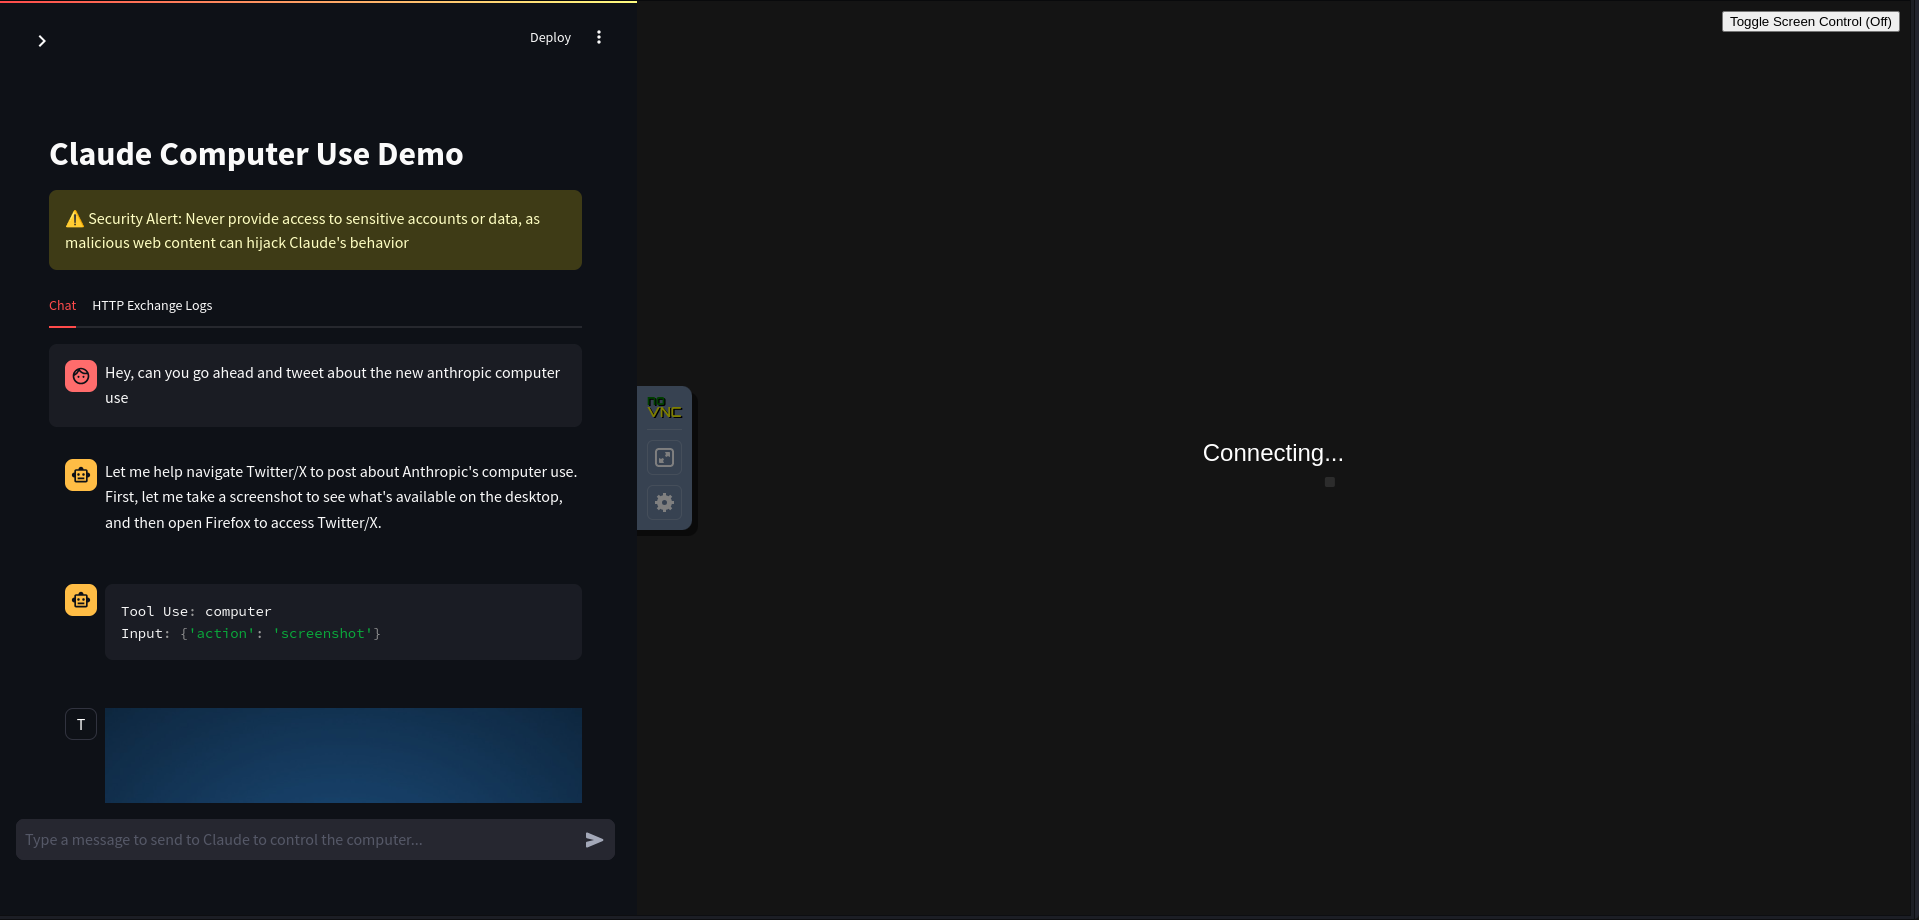 Deploy
Toggle Screen Control (Off)
Claude Computer Use Demo
⚠️ Security Alert: Never provide access to sensitive accounts or data, as
malicious web content can hijack Claude's behavior
Chat HTTP Exchange Logs
Hey, can you go ahead and tweet about the new anthropic computer
use
Let me help navigate Twitter/X to post about Anthropic's computer use.
First, let me take a screenshot to see what's available on the desktop,
and then open Firefox to access Twitter/X.
Tool Use: computer
Input: {'action': 'screenshot'}
T
Type a message to send to Claude to control the computer...
no
VNC
Connecting...